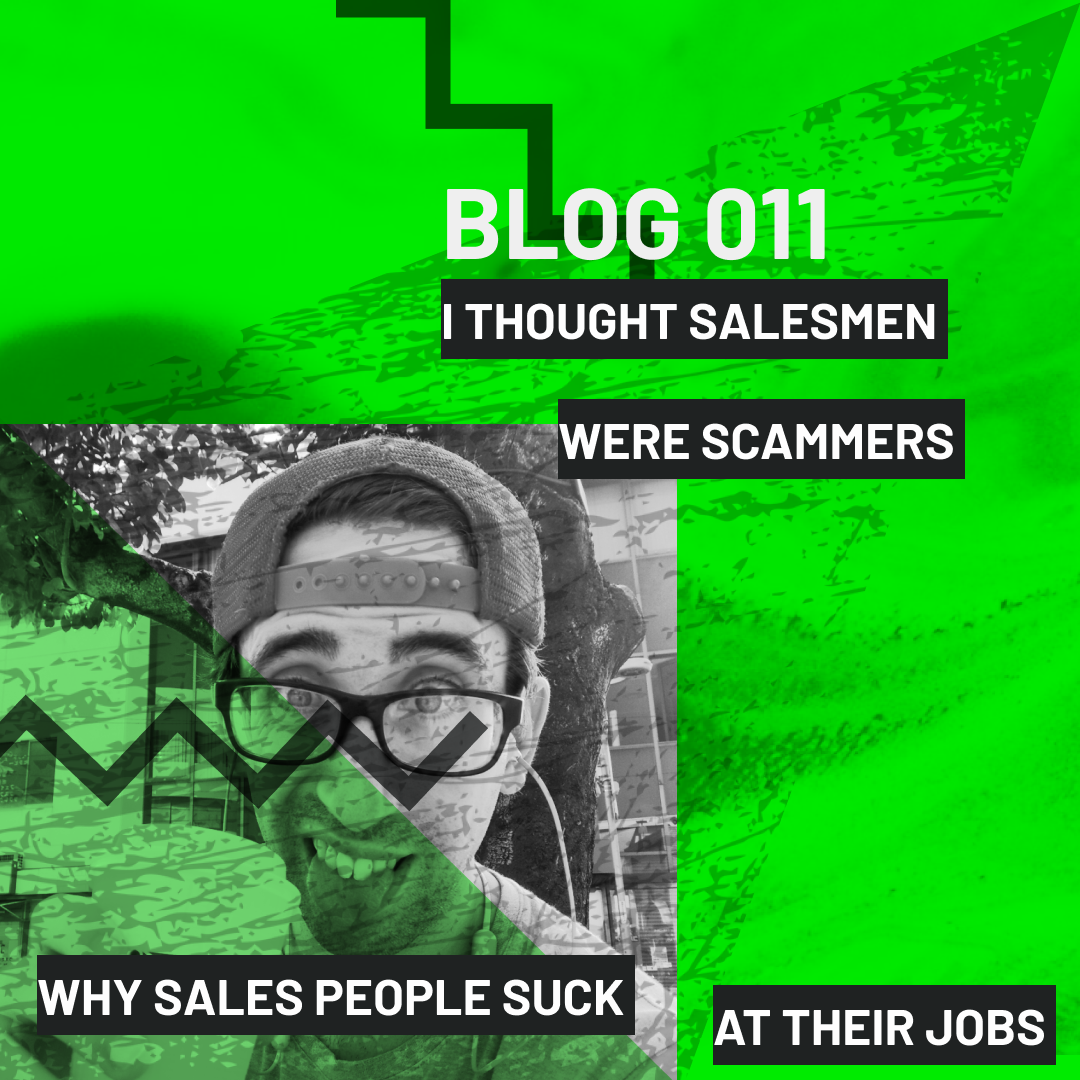 BLOG 011
I THOUGHT SALESMEN
WERE SCAMMERS
WHY SALES PEOPLE SUCK
AT THEIR JOBS